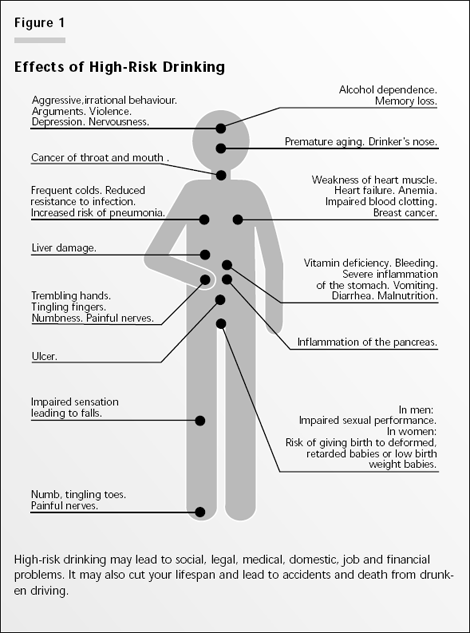 Figure 1
Effects of High-Risk Drinking
Aggressive,irrational behaviour.
Arguments. Violence.
Depression. Nervousness.
Alcohol dependence.
Memory loss.
Premature aging. Drinker's nose.
Cancer of throat and mouth .
Frequent colds. Reduced
resistance to infection.
Increased risk of pneumonia.
Weakness of heart muscle.
Heart failure. Anemia.
Impaired blood clotting.
Breast cancer.
Liver damage.
Vitamin deficiency. Bleeding.
Severe inflammation
of the stomach. Vomiting.
Diarrhea. Malnutrition.
Trembling hands.
Tingling fingers.
Numbness. Painful nerves.
Inflammation of the pancreas.
Ulcer.
Impaired sensation
leading to falls.
In men:
Impaired sexual performance.
In women:
Risk of giving birth to deformed,
retarded babies or low birth
weight babies.
Numb, tingling toes.
Painful nerves.
High-risk drinking may lead to social, legal, medical, domestic, job and financial
problems. It may also cut your lifespan and lead to accidents and death from drunk-
en driving.